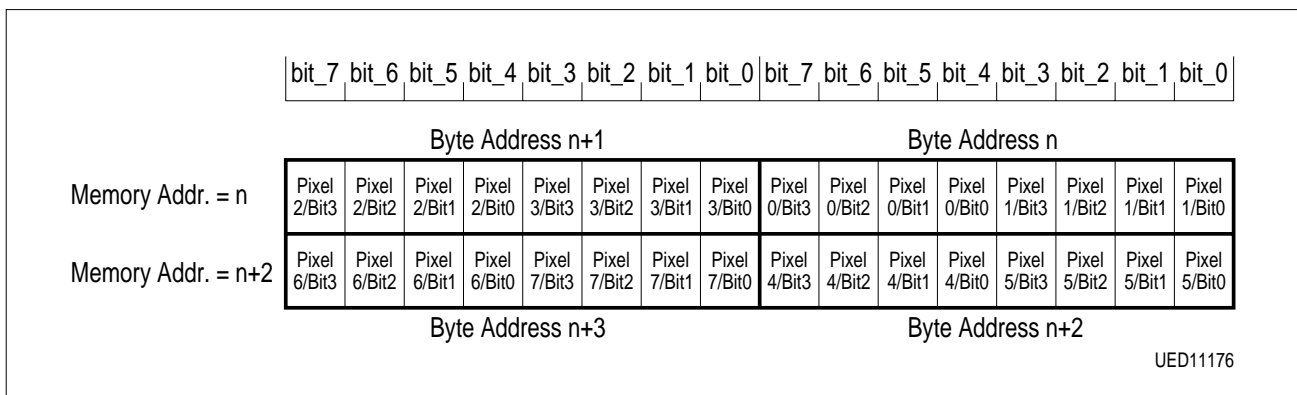 bit_7 bit_6 bit_5 bit_4 bit_3 bit_2 bit_1 bit_0 bit_7 bit_6 bit_5 bit_4 bit_3 bit_2 bit_1 bit_0
Byte Address n+1 Byte Address n
Memory Addr. = n
Pixel Pixel Pixel Pixel Pixel Pixel Pixel Pixel Pixel Pixel Pixel Pixel Pixel Pixel Pixel Pixel
2/Bit3 2/Bit2 2/Bit1 2/Bit0 3/Bit3 3/Bit2 3/Bit1 3/Bit0 0/Bit3 0/Bit2 0/Bit1 0/Bit0 1/Bit3 1/Bit2 1/Bit1 1/Bit0
Memory Addr. = n+2
Pixel Pixel Pixel Pixel Pixel Pixel Pixel Pixel Pixel Pixel Pixel Pixel Pixel Pixel Pixel Pixel
6/Bit3 6/Bit2 6/Bit1 6/Bit0 7/Bit3 7/Bit2 7/Bit1 7/Bit0 4/Bit3 4/Bit2 4/Bit1 4/Bit0 5/Bit3 5/Bit2 5/Bit1 5/Bit0
Byte Address n+3 Byte Address n+2
UED11176